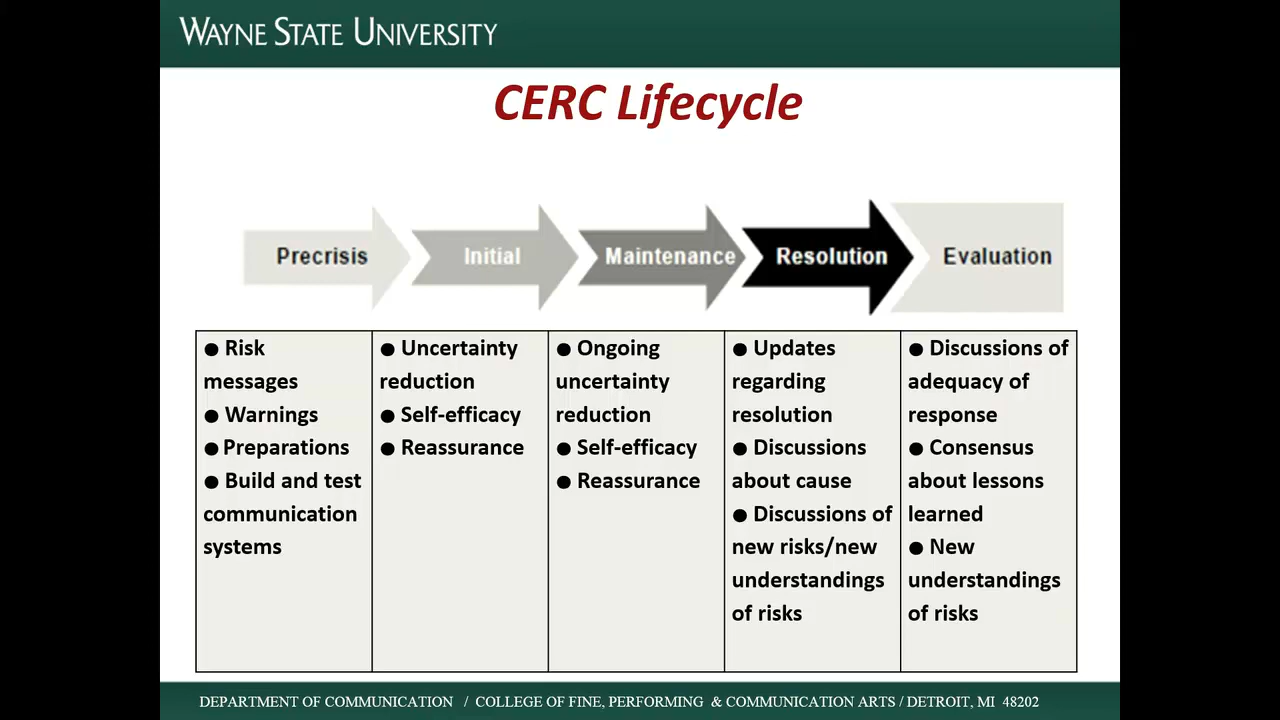 WAYNE STATE UNIVERSITY
CERC Lifecycle
Precrisis
Initial
Maintenance
Resolution
Evaluation
● Risk
messages
● Warnings
● Preparations
● Build and test
communication
systems
● Uncertainty
reduction
● Self-efficacy
● Reassurance
● Ongoing
uncertainty
reduction
● Self-efficacy
● Reassurance
● Updates
regarding
resolution
● Discussions
about cause
● Discussions of
new risks/new
understandings
of risks
● Discussions of
adequacy of
response
● Consensus
about lessons
learned
● New
understandings
of risks
DEPARTMENT OF COMMUNICATION / COLLEGE OF FINE, PERFORMING & COMMUNICATION ARTS / DETROIT, MI 48202